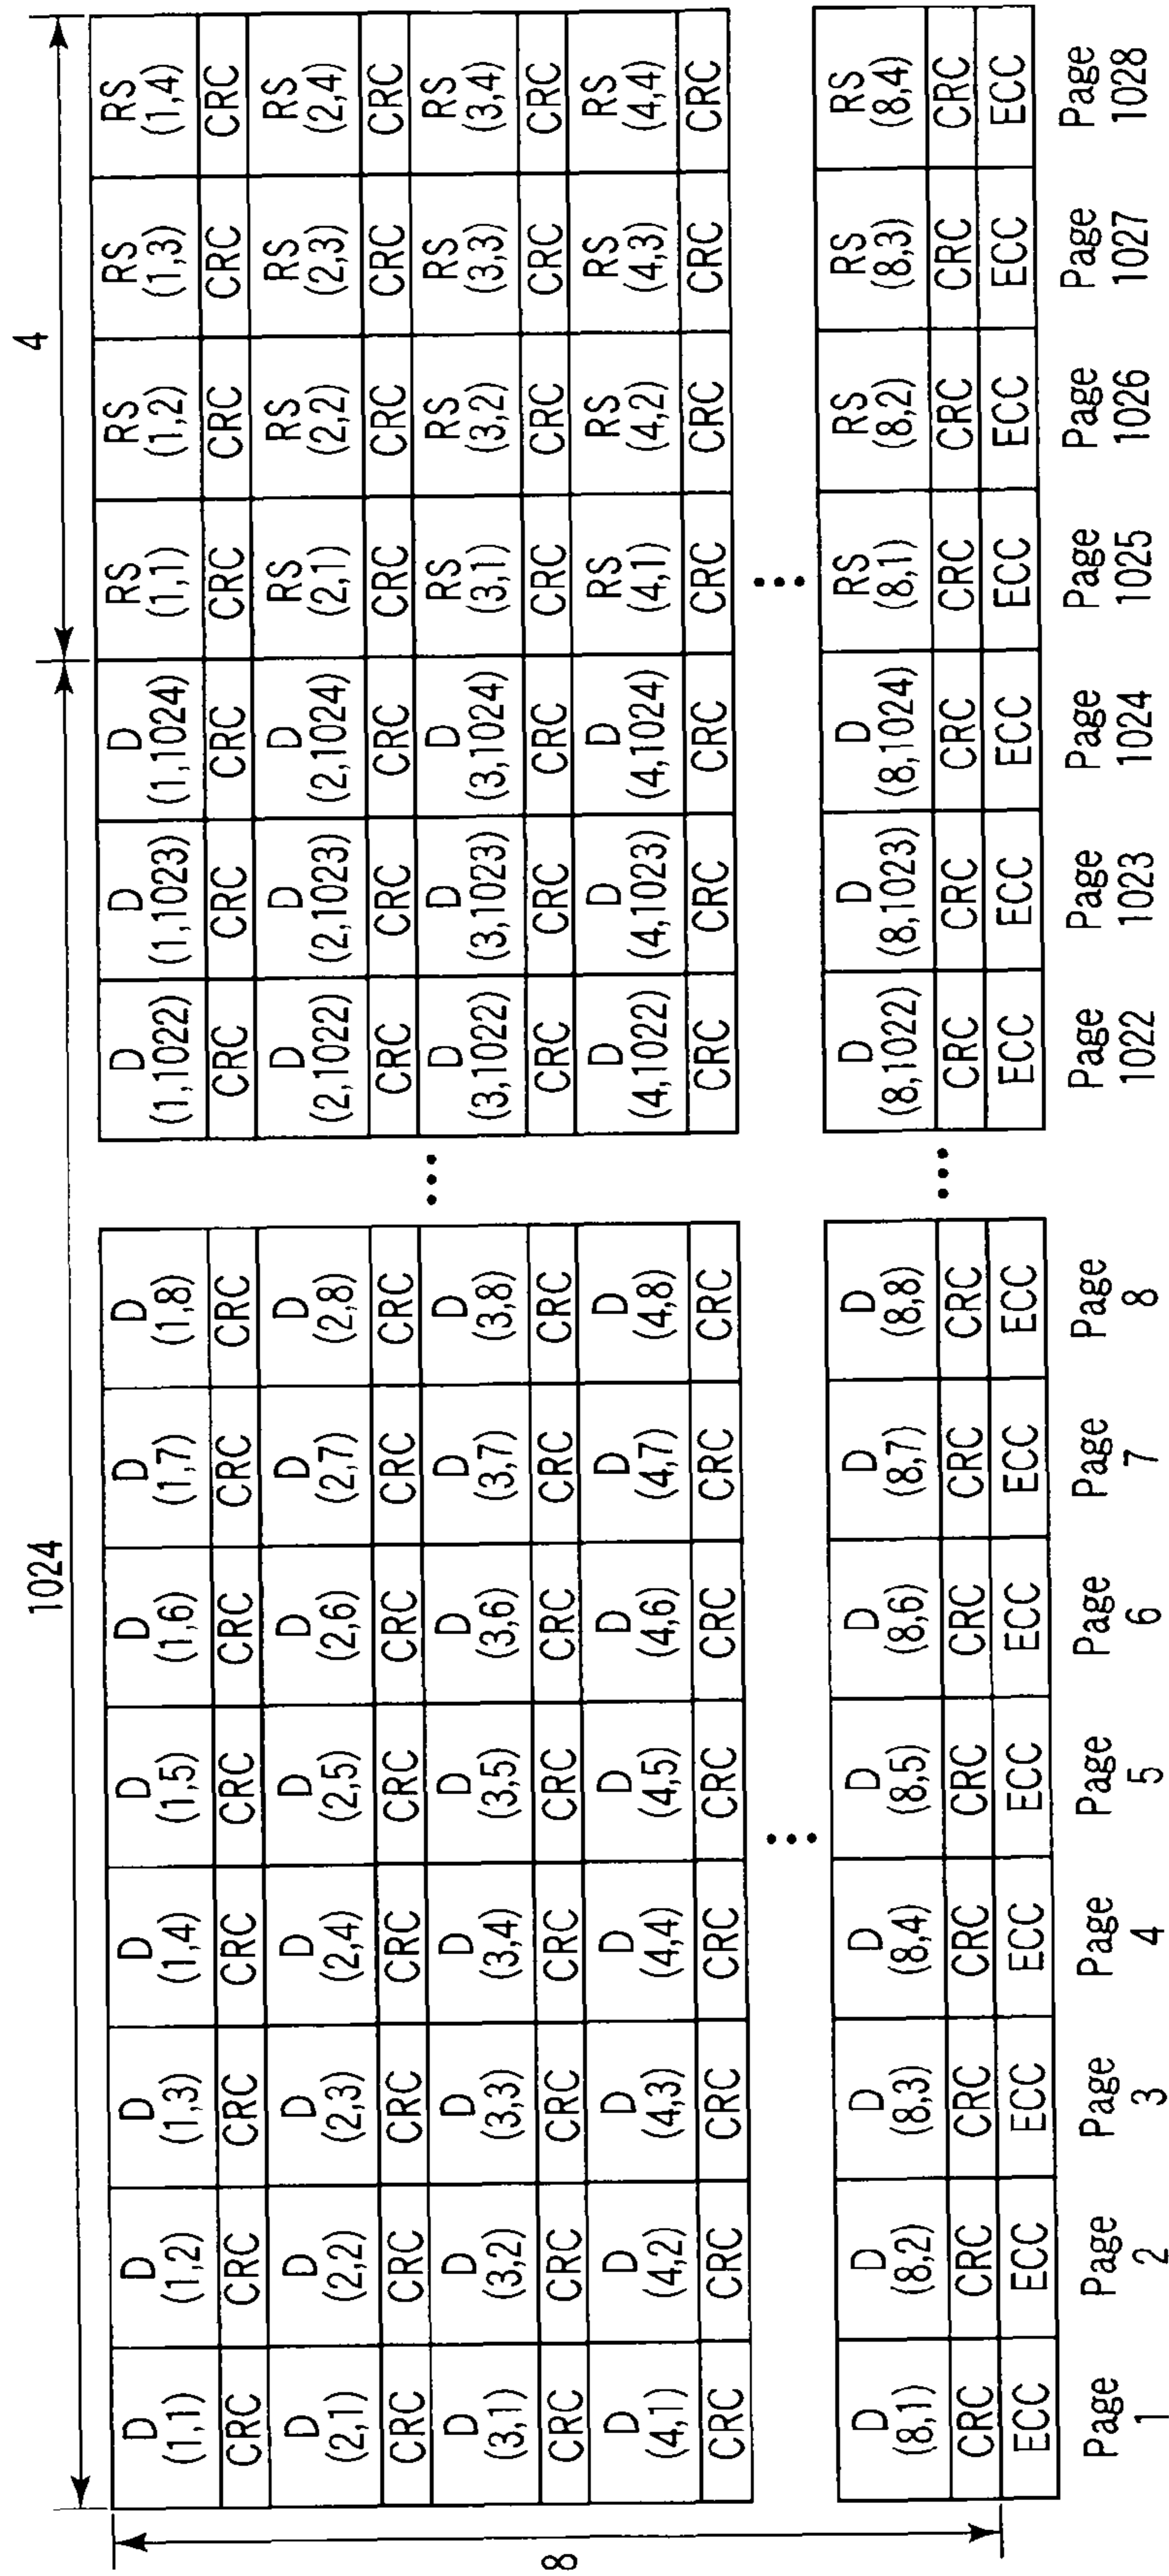 1024 4
D D D D D D D D D D D RS RS RS RS
(1,1) (1,2) (1,3) (1,4) (1,5) (1,6) (1,7) (1,8) (1,1022) (1,1023) (1,1024) (1,1) (1,2) (1,3) (1,4)
CRC CRC CRC CRC CRC CRC CRC CRC CRC CRC CRC CRC CRC CRC CRC
D D D D D D D D D D D RS RS RS RS
(2,1) (2,2) (2,3) (2,4) (2,5) (2,6) (2,7) (2,8) (2,1022) (2,1023) (2,1024) (2,1) (2,2) (2,3) (2,4)
CRC CRC CRC CRC CRC CRC CRC CRC CRC CRC CRC CRC CRC CRC CRC
D D D D D D D D ... D D D RS RS RS RS
(3,1) (3,2) (3,3) (3,4) (3,5) (3,6) (3,7) (3,8) (3,1022) (3,1023) (3,1024) (3,1) (3,2) (3,3) (3,4)
CRC CRC CRC CRC CRC CRC CRC CRC CRC CRC CRC CRC CRC CRC CRC
8
D D D D D D D D D D D RS RS RS RS
(4,1) (4,2) (4,3) (4,4) (4,5) (4,6) (4,7) (4,8) (4,1022) (4,1023) (4,1024) (4,1) (4,2) (4,3) (4,4)
CRC CRC CRC CRC CRC CRC CRC CRC CRC CRC CRC CRC CRC CRC CRC
... ...
D D D D D D D D D D D RS RS RS RS
(8,1) (8,2) (8,3) (8,4) (8,5) (8,6) (8,7) (8,8) (8,1022) (8,1023) (8,1024) (8,1) (8,2) (8,3) (8,4)
CRC CRC CRC CRC CRC CRC CRC CRC ... CRC CRC CRC CRC CRC CRC CRC
ECC ECC ECC ECC ECC ECC ECC ECC ECC ECC ECC ECC ECC ECC ECC
Page Page Page Page Page Page Page Page Page Page Page Page Page Page Page
1 2 3 4 5 6 7 8 1022 1023 1024 1025 1026 1027 1028